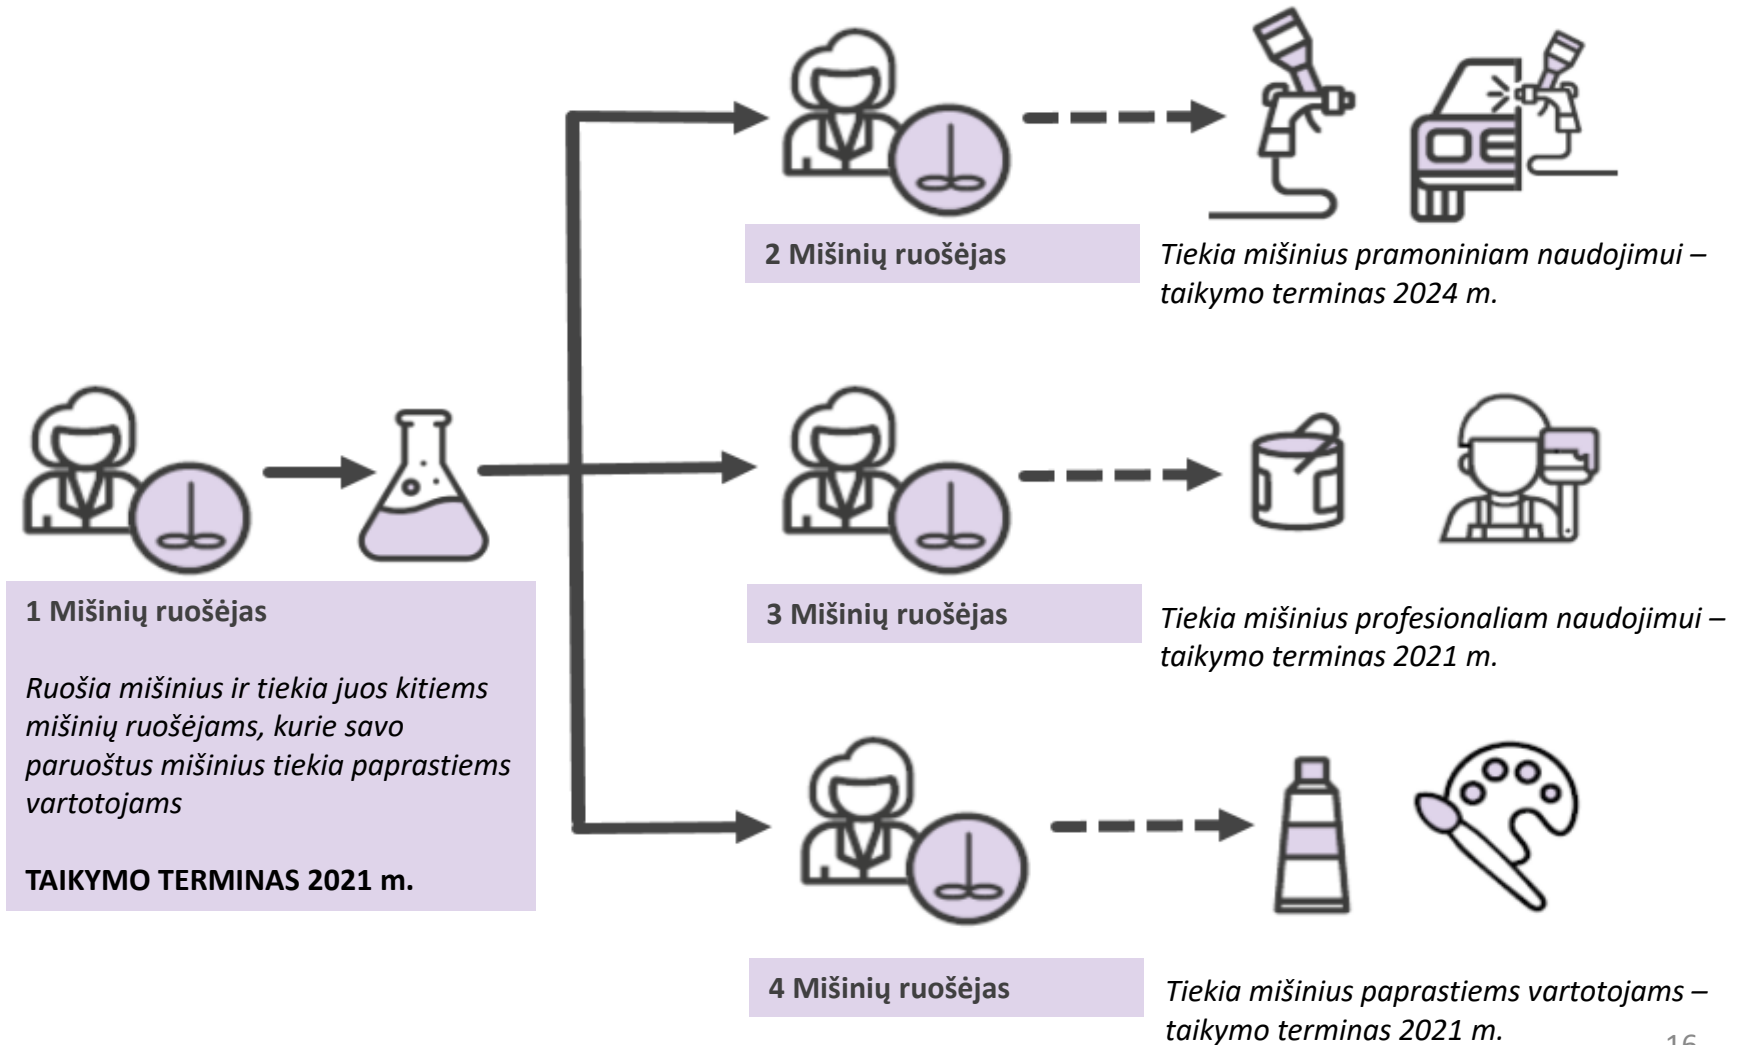 2 Mišinių ruošėjas
Tiekia mišinius pramoniniam naudojimui –
taikymo terminas 2024 m.
1 Mišinių ruošėjas
Ruošia mišinius ir tiekia juos kitiems
mišinių ruošėjams, kurie savo
paruoštus mišinius tiekia paprastiems
vartotojams
TAIKYMO TERMINAS 2021 m.
3 Mišinių ruošėjas
Tiekia mišinius profesionaliam naudojimui –
taikymo terminas 2021 m.
4 Mišinių ruošėjas
Tiekia mišinius paprastiems vartotojams –
taikymo terminas 2021 m.
16